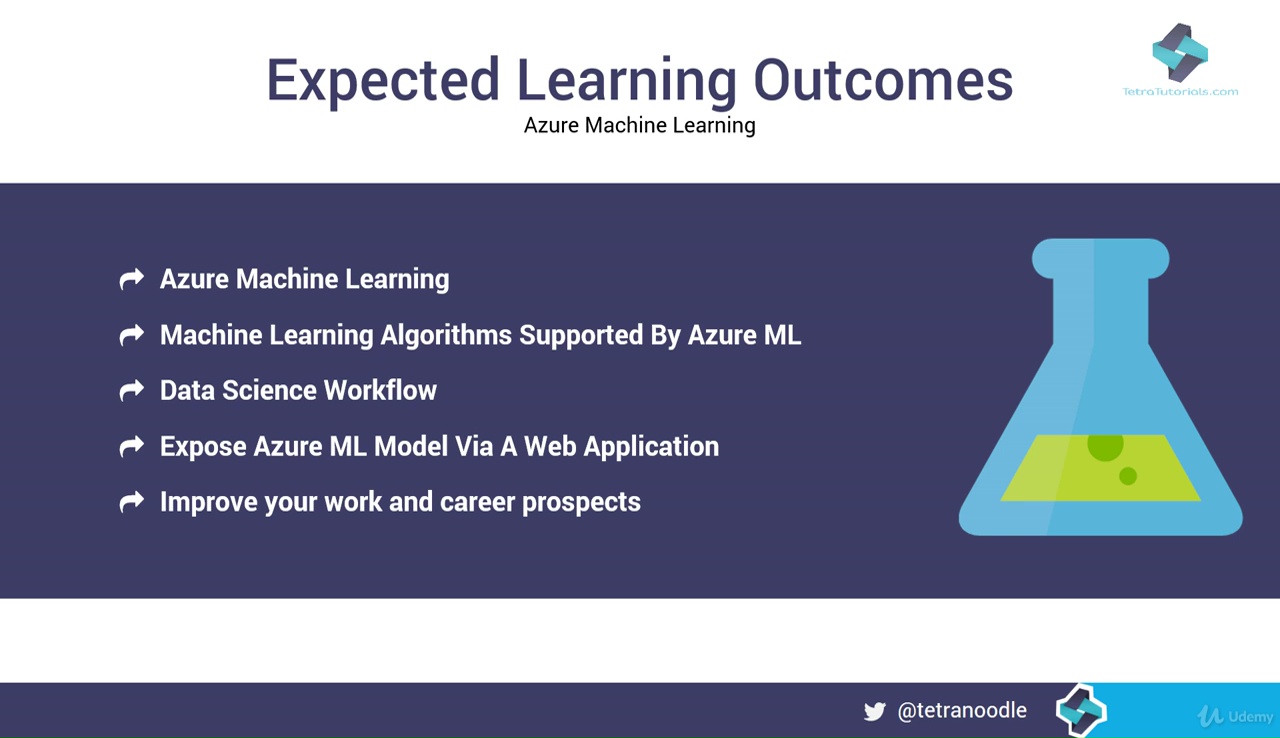 Expected Learning Outcomes
Azure Machine Learning
TetraTutorials.com
Azure Machine Learning
Machine Learning Algorithms Supported By Azure ML
Data Science Workflow
Expose Azure ML Model Via A Web Application
Improve your work and career prospects
@tetranoodle
Udemy